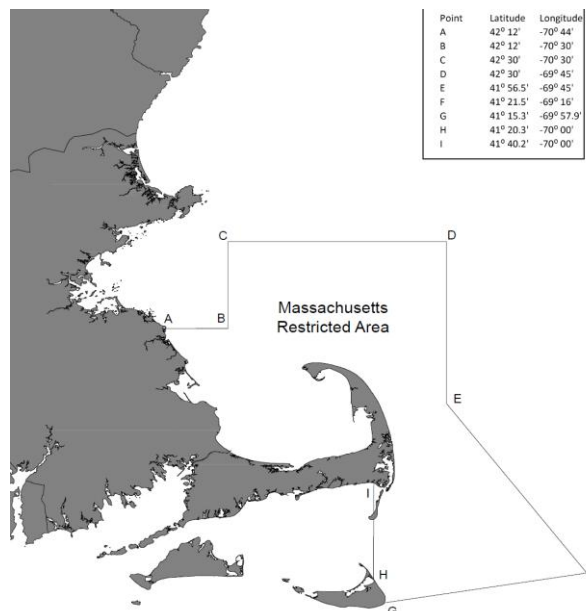 Point Latitude Longitude
A 42° 12' -70° 44'
B 42° 12' -70° 30'
C 42° 30' -70° 30'
D 42° 30' -69° 45'
E 41° 56.5' -69° 45'
F 41° 21.5' -69° 16'
G 41° 15.3' -69° 57.9'
H 41° 20.3' -70° 00'
I 41° 40.2' -70° 00'
C
D
Massachusetts
Restricted Area
A
B
E
I
H
G